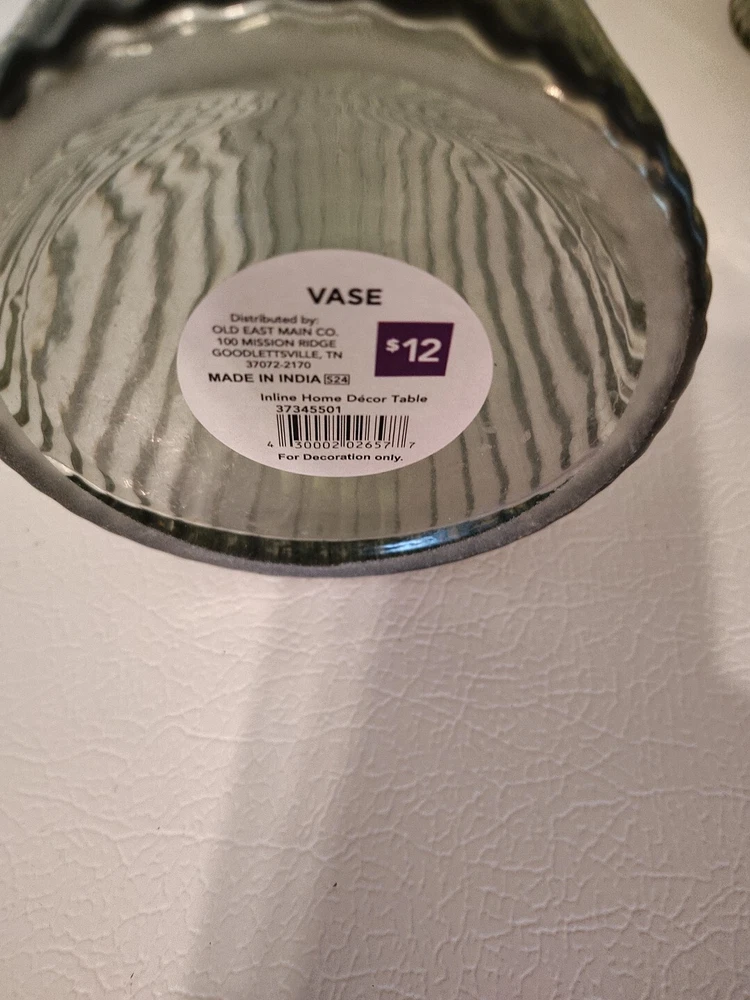 VASE
Distributed by:
OLD EAST MAIN CO.
100 MISSION RIDGE
GOODLETTSVILLE, TN
37072-2170
$12
MADE IN INDIA S24
Inline Home Décor Table
37345501
4 30002 02657 7
For Decoration only.